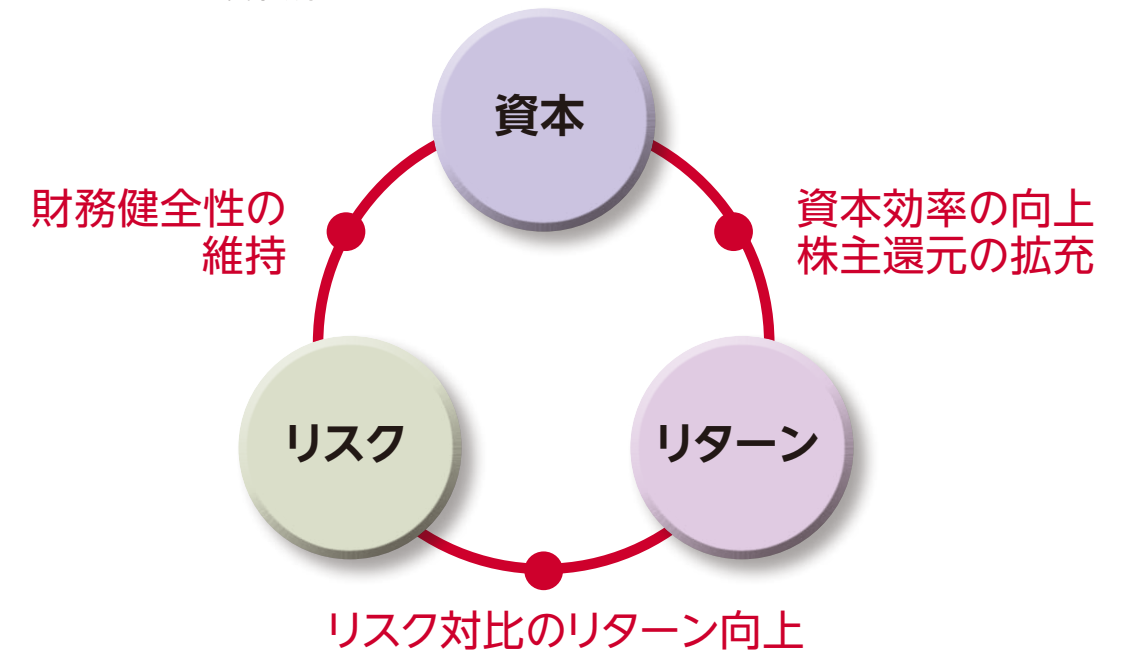 資本
財務健全性の
維持
資本効率の向上
株主還元の拡充
リスク
リターン
リスク対比のリターン向上